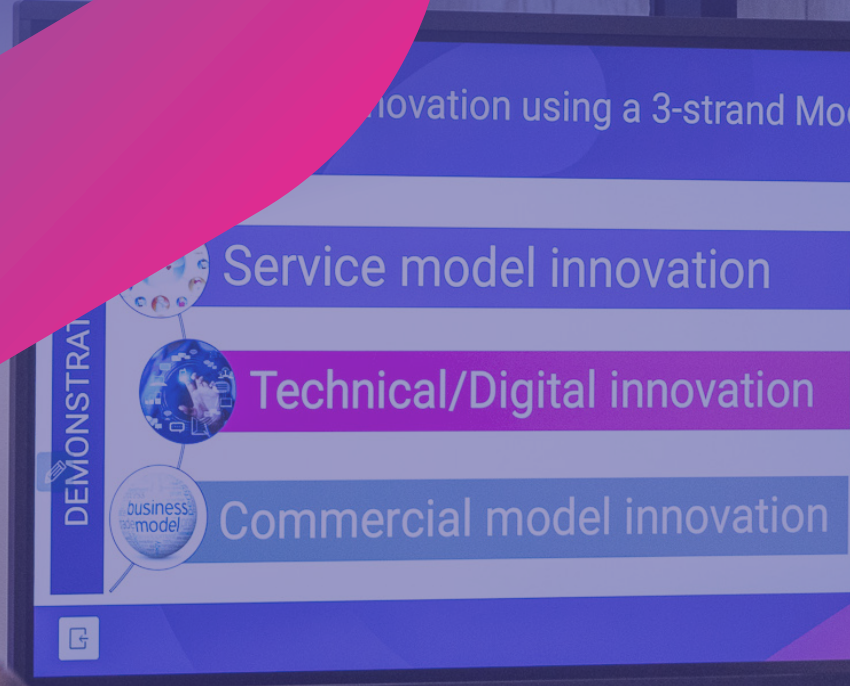 novation using a 3-strand Mo
Service model innovation
Technical/Digital innovation
Commercial model innovation
DEMONSTRAT
business
model